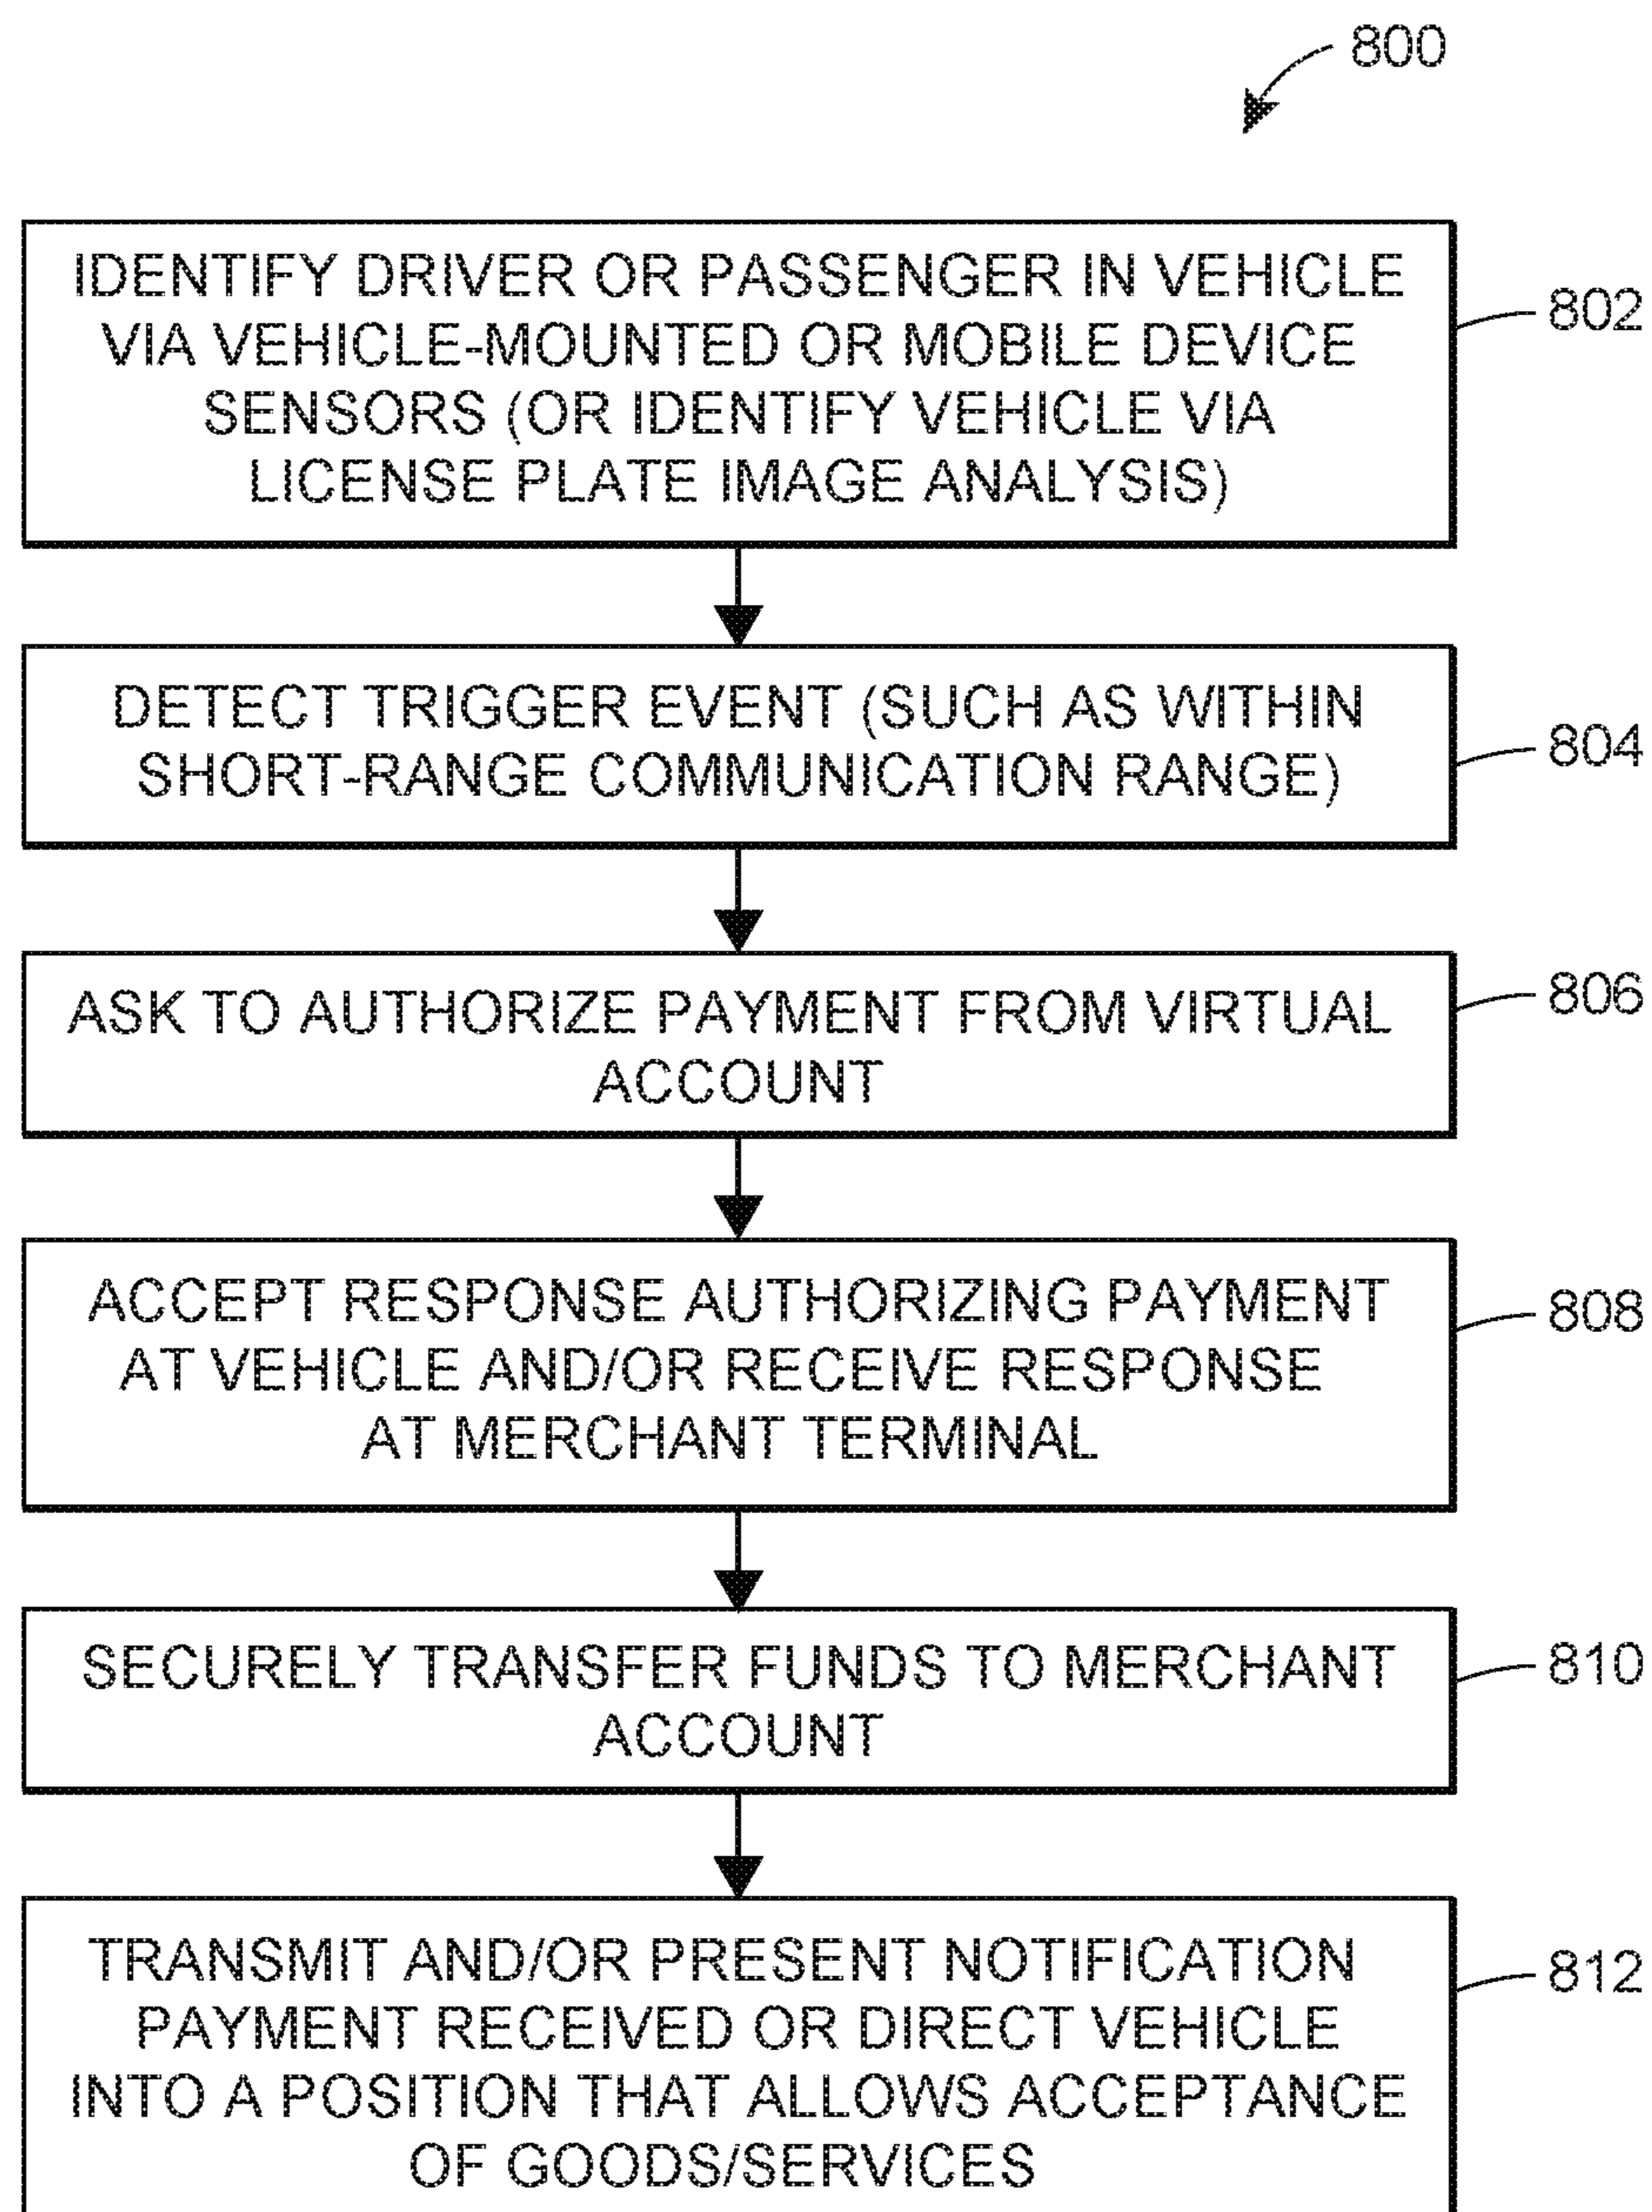 800
IDENTIFY DRIVER OR PASSENGER IN VEHICLE
VIA VEHICLE-MOUNTED OR MOBILE DEVICE
SENSORS (OR IDENTIFY VEHICLE VIA
LICENSE PLATE IMAGE ANALYSIS)
802
DETECT TRIGGER EVENT (SUCH AS WITHIN
SHORT-RANGE COMMUNICATION RANGE)
804
ASK TO AUTHORIZE PAYMENT FROM VIRTUAL
ACCOUNT
806
ACCEPT RESPONSE AUTHORIZING PAYMENT
AT VEHICLE AND/OR RECEIVE RESPONSE
AT MERCHANT TERMINAL
808
SECURELY TRANSFER FUNDS TO MERCHANT
ACCOUNT
810
TRANSMIT AND/OR PRESENT NOTIFICATION
PAYMENT RECEIVED OR DIRECT VEHICLE
INTO A POSITION THAT ALLOWS ACCEPTANCE
OF GOODS/SERVICES
812